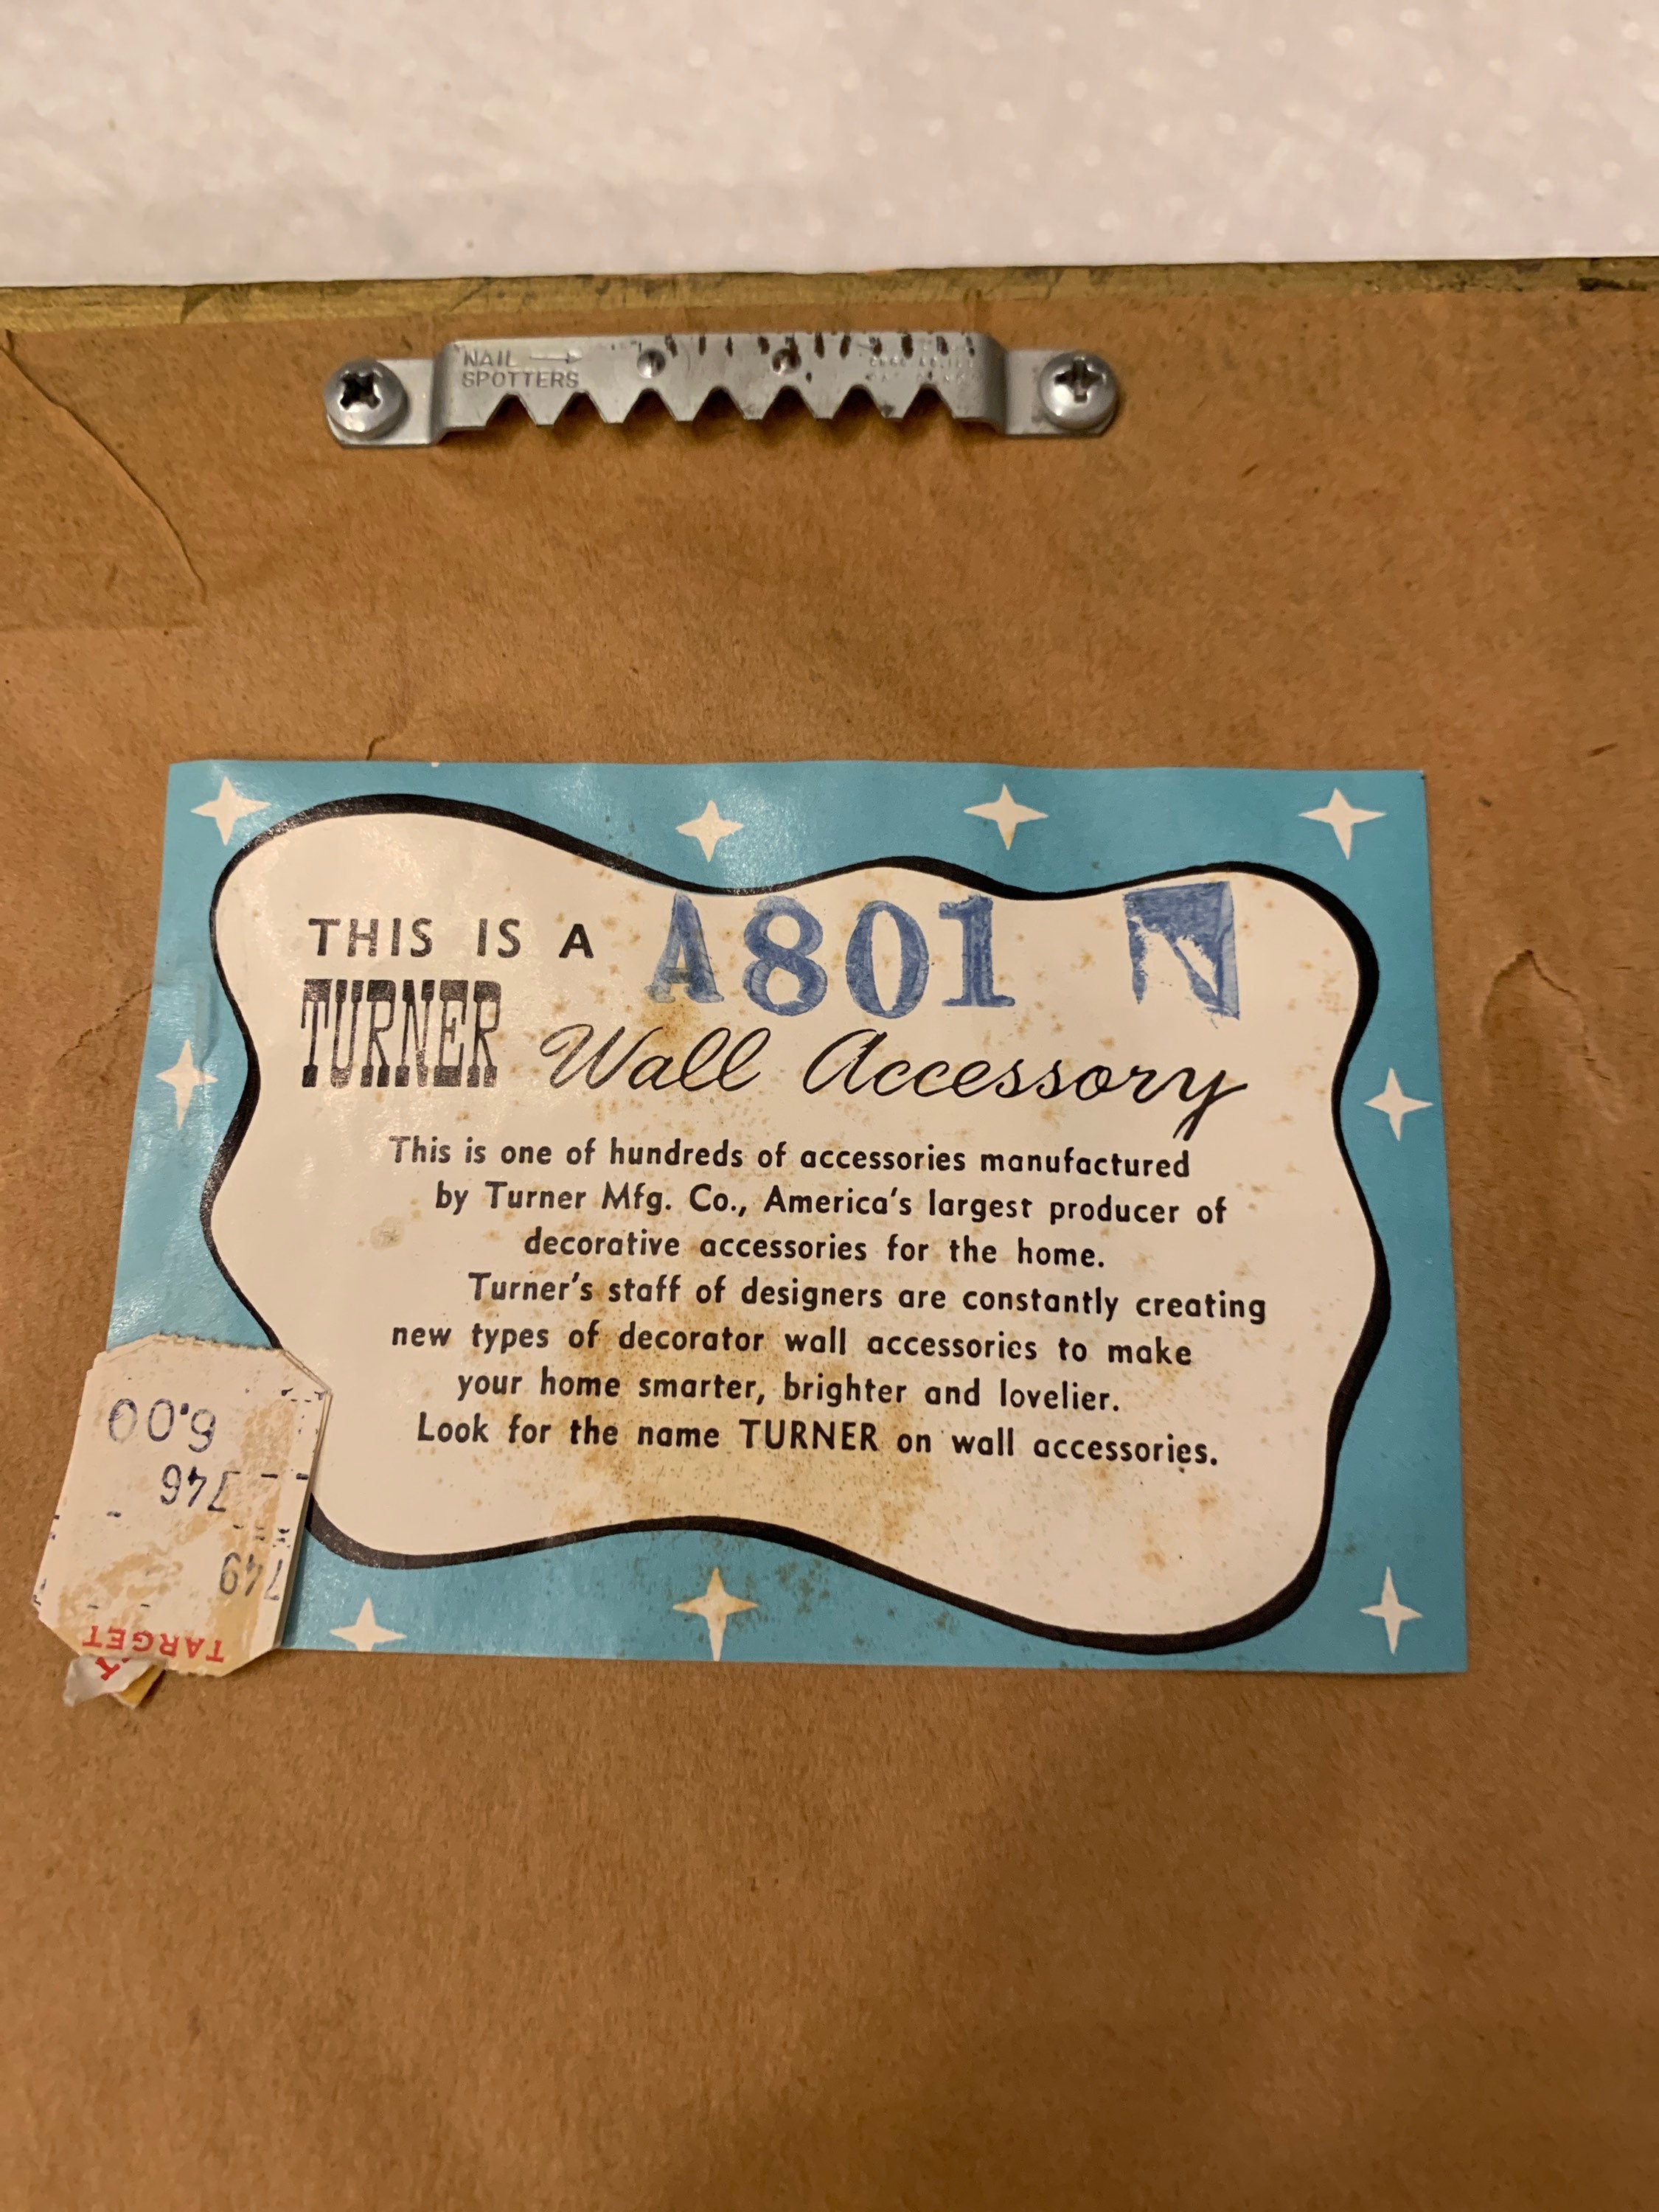 NAIL
SPOTTERS
THIS IS A A801 N
TURNER Wall Accessory
This is one of hundreds of accessories manufactured
by Turner Mfg. Co., America's largest producer of
decorative accessories for the home.
Turner's staff of designers are constantly creating
new types of decorator wall accessories to make
your home smarter, brighter and lovelier.
Look for the name TURNER on wall accessories.
TARGET
749
746
6.00